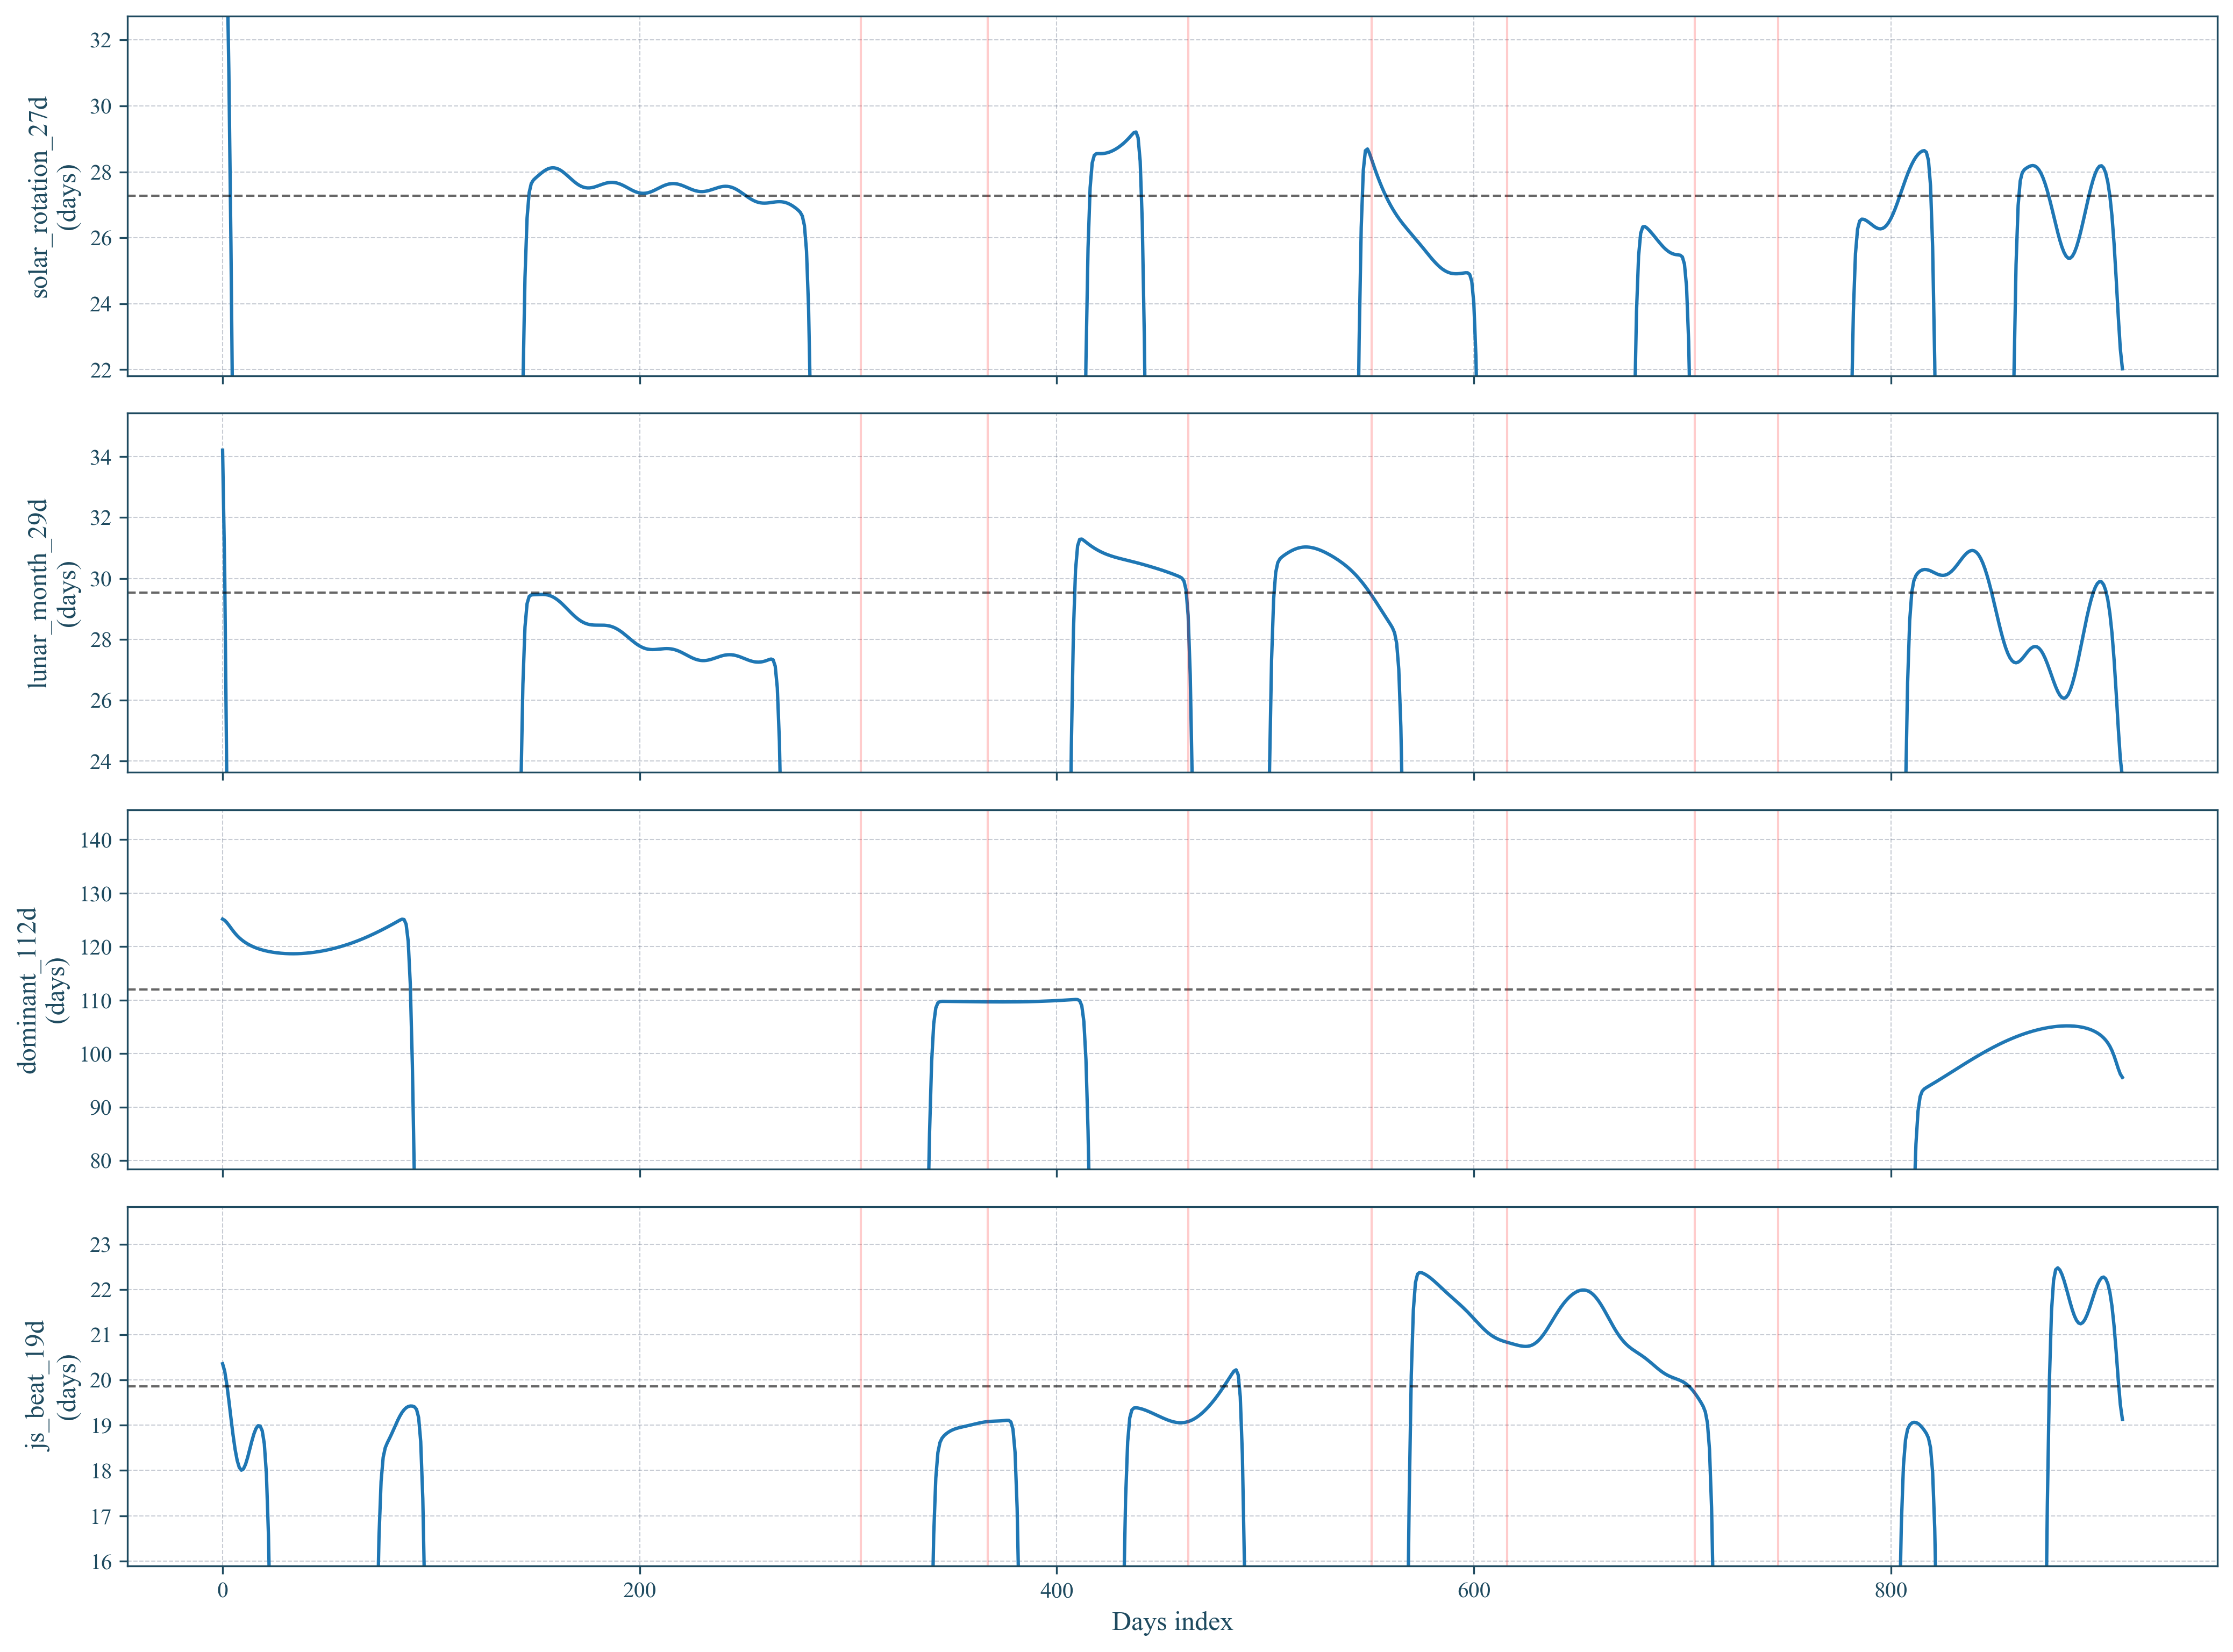 solar_rotation_27d
(days)
32
30
28
26
24
22
lunar_month_29d
(days)
34
32
30
28
26
24
dominant_112d
(days)
140
130
120
110
100
90
80
js_beat_19d
(days)
23
22
21
20
19
18
17
16
0 200 400 600 800
Days index